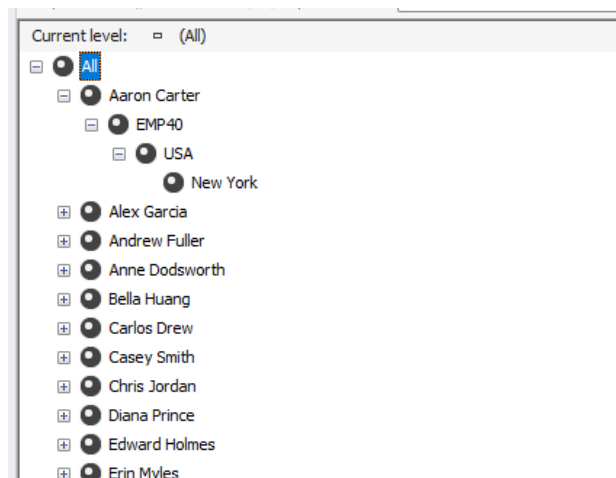 Current level: (All)
All
Aaron Carter
EMP40
USA
New York
Alex Garcia
Andrew Fuller
Anne Dodsworth
Bella Huang
Carlos Drew
Casey Smith
Chris Jordan
Diana Prince
Edward Holmes
Erin Myles